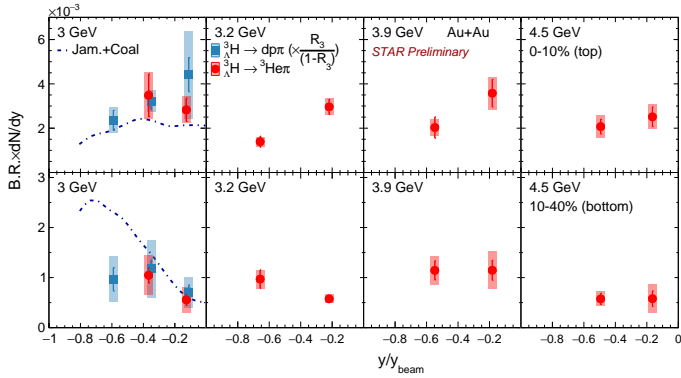 ×10⁻³
6
4
2
3 GeV
Jam.+Coal
3.2 GeV
³ΛH → dpπ (× R₃/(1-R₃))
³ΛH → ³Heπ
3.9 GeV Au+Au
STAR Preliminary
4.5 GeV
0-10% (top)
B.R.×dN/dy
3
2
1
0
3 GeV
3.2 GeV
3.9 GeV
4.5 GeV
10-40% (bottom)
−1 −0.8 −0.6 −0.4 −0.2 −0.8 −0.6 −0.4 −0.2 −0.8 −0.6 −0.4 −0.2 −0.8 −0.6 −0.4 −0.2 0
y/y_beam